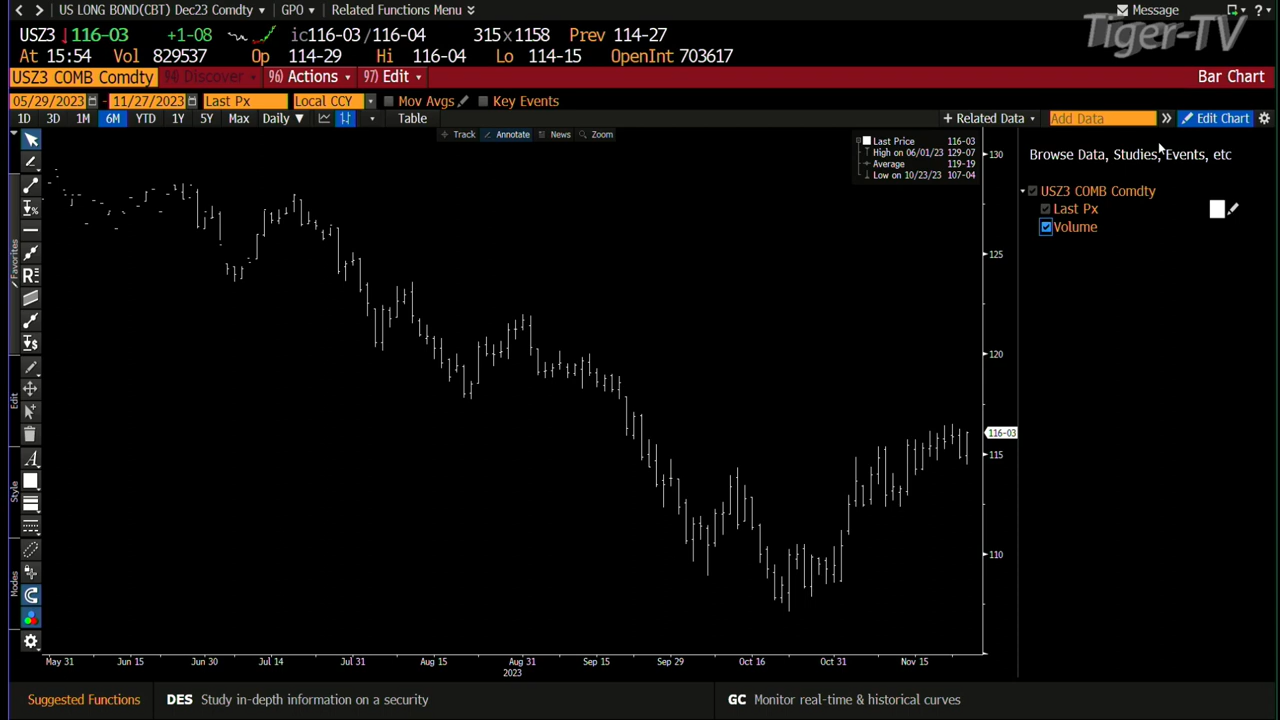 US LONG BOND(CBT) Dec23 Comdty GPO Related Functions Menu Message
Tiger-TV
USZ3 ↓116-03 +1-08 ic116-03/116-04 315x1158 Prev 114-27
At 15:54 Vol 829537 Op 114-29 Hi 116-04 Lo 114-15 OpenInt 703617
USZ3 COMB Comdty 94) Discover 96) Actions 97) Edit Bar Chart
05/29/2023 - 11/27/2023 Last Px Local CCY Mov Avgs Key Events
1D 3D 1M 6M YTD 1Y 5Y Max Daily ▼ Table + Related Data Add Data » Edit Chart
Track Annotate News Zoom
Last Price 116-03
High on 06/01/23 129-07
Average 119-19
Low on 10/23/23 107-04
Browse Data, Studies, Events, etc
USZ3 COMB Comdty
Last Px
Volume
130
125
120
116-03
115
110
Favorites
Edit
Style
Modes
May 31 Jun 15 Jun 30 Jul 14 Jul 31 Aug 15 Aug 31 Sep 15 Sep 29 Oct 16 Oct 31 Nov 15
2023
Suggested Functions DES Study in-depth information on a security GC Monitor real-time & historical curves